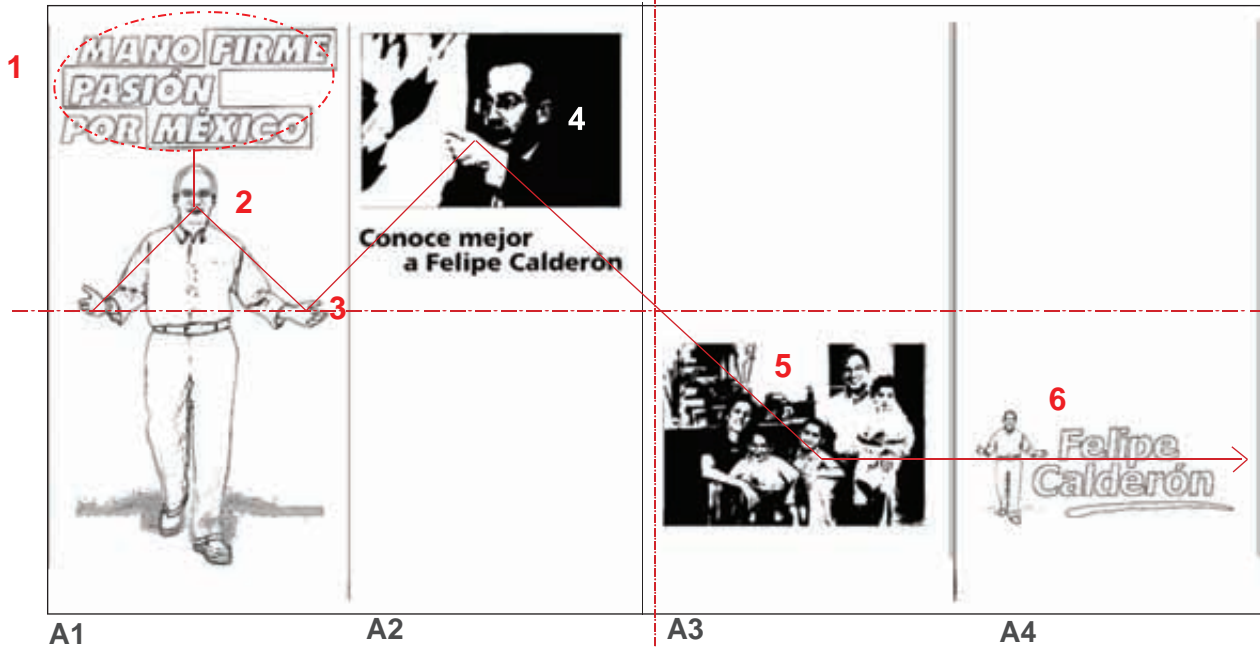 1
MANO FIRME
PASIÓN
POR MÉXICO
2
3
4
Conoce mejor
a Felipe Calderón
5
6
Felipe
Calderón
A1
A2
A3
A4